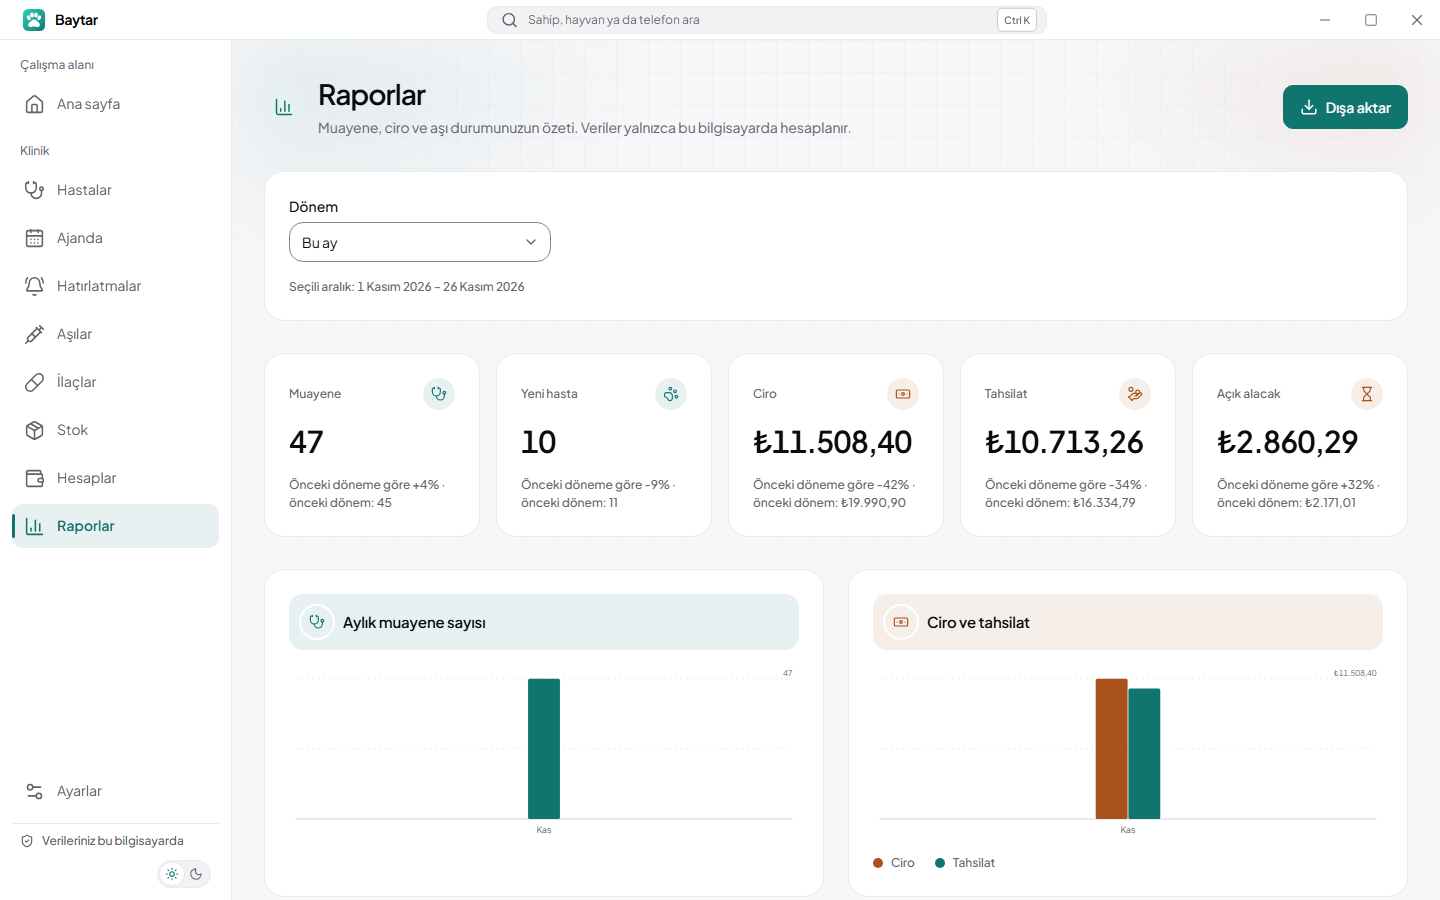 Baytar
Sahip, hayvan ya da telefon ara
Ctrl K
Çalışma alanı
Ana sayfa
Klinik
Hastalar
Ajanda
Hatırlatmalar
Aşılar
İlaçlar
Stok
Hesaplar
Raporlar
Ayarlar
Verileriniz bu bilgisayarda
Raporlar
Muayene, ciro ve aşı durumunuzun özeti. Veriler yalnızca bu bilgisayarda hesaplanır.
Dışa aktar
Dönem
Bu ay
Seçili aralık: 1 Kasım 2026 – 26 Kasım 2026
Muayene
47
Önceki döneme göre +4% ·
önceki dönem: 45
Yeni hasta
10
Önceki döneme göre -9% ·
önceki dönem: 11
Ciro
₺11.508,40
Önceki döneme göre -42% ·
önceki dönem: ₺19.990,90
Tahsilat
₺10.713,26
Önceki döneme göre -34% ·
önceki dönem: ₺16.334,79
Açık alacak
₺2.860,29
Önceki döneme göre +32% ·
önceki dönem: ₺2.171,01
Aylık muayene sayısı
47
Kas
Ciro ve tahsilat
₺11.508,40
Kas
Ciro
Tahsilat